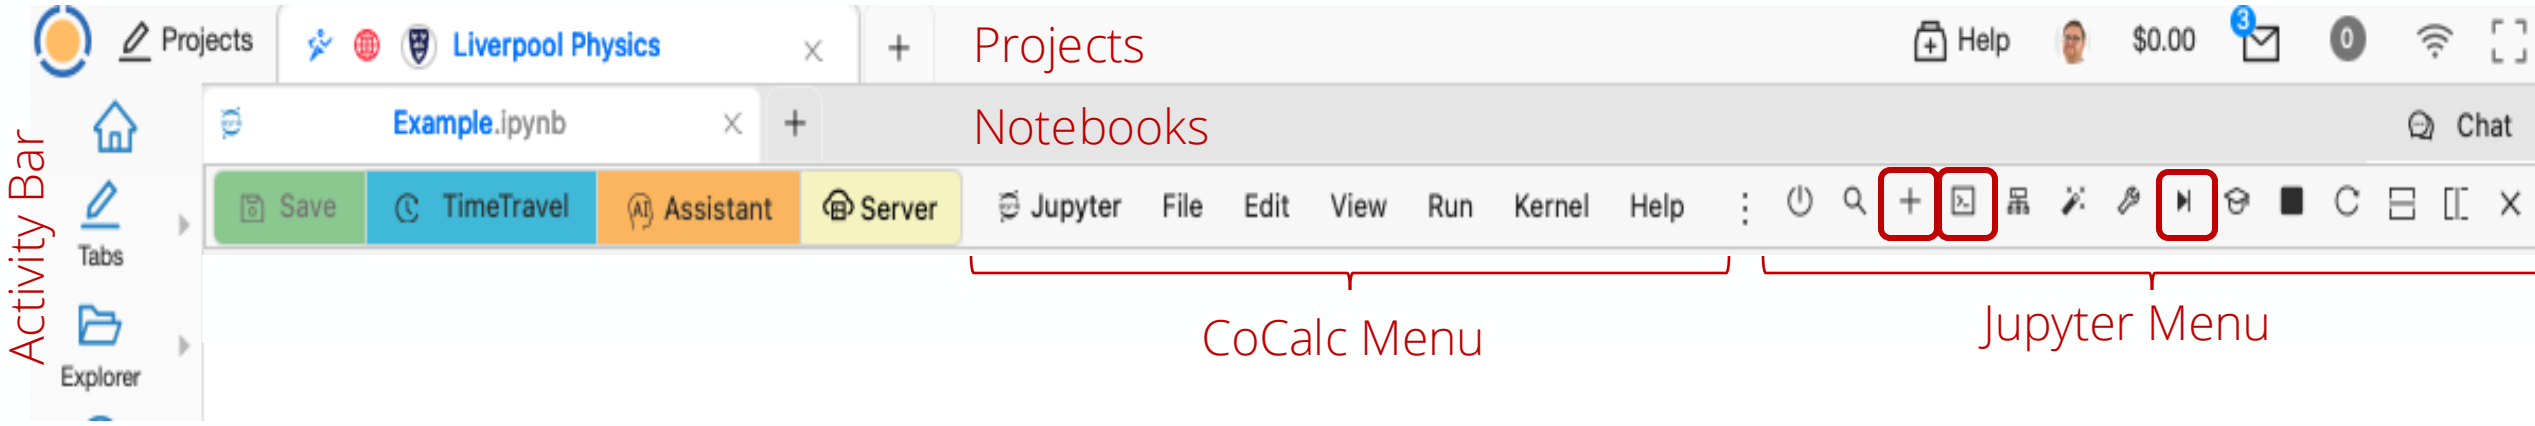 Projects
Liverpool Physics
Projects
Help
$0.00
3
0
Example.ipynb
Notebooks
Chat
Activity Bar
Save
TimeTravel
AI
Assistant
Server
Jupyter
File
Edit
View
Run
Kernel
Help
Tabs
Explorer
CoCalc Menu
Jupyter Menu